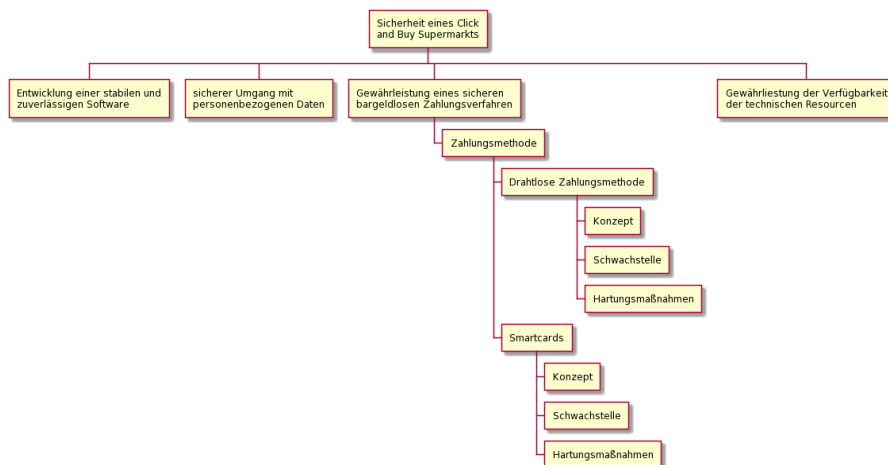 Sicherheit eines Click
and Buy Supermarkts
Entwicklung einer stabilen und
zuverlässigen Software
sicherer Umgang mit
personenbezogenen Daten
Gewährleistung eines sicheren
bargeldlosen Zahlungsverfahren
Gewährliestung der Verfügbarkeit
der technischen Resourcen
Zahlungsmethode
Drahtlose Zahlungsmethode
Konzept
Schwachstelle
Hartungsmaßnahmen
Smartcards
Konzept
Schwachstelle
Hartungsmaßnahmen